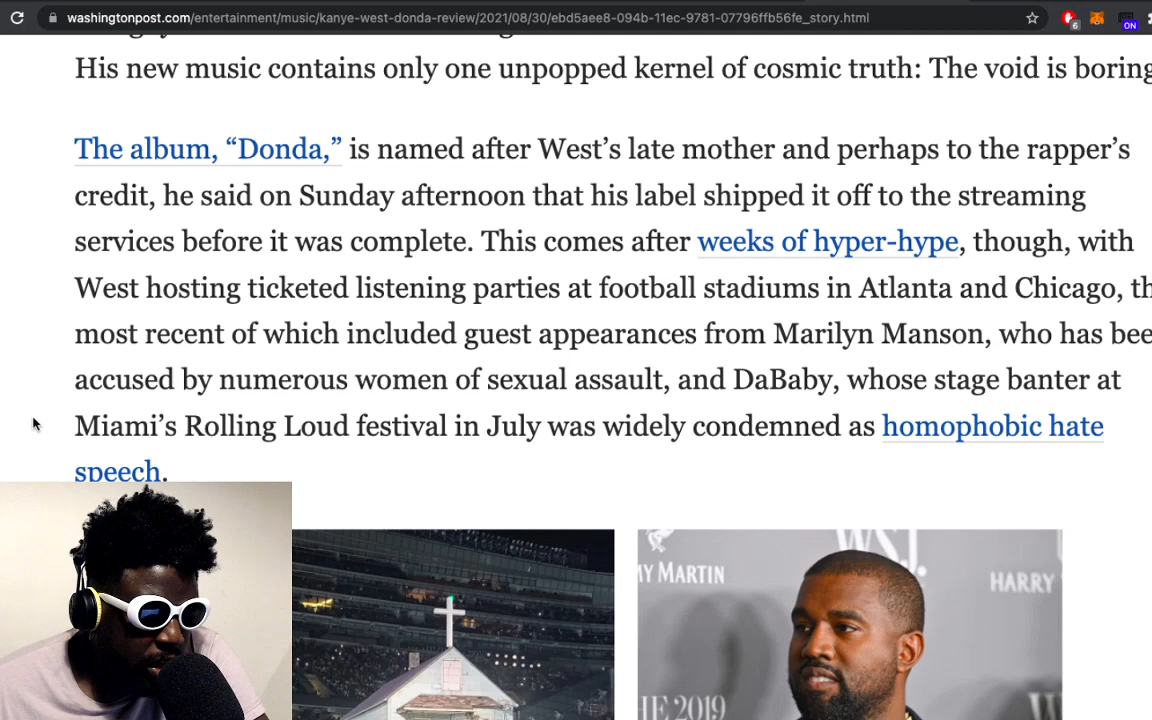 washingtonpost.com/entertainment/music/kanye-west-donda-review/2021/08/30/ebd5aee8-094b-11ec-9781-07796ffb56fe_story.html
6
ON
His new music contains only one unpopped kernel of cosmic truth: The void is boring
The album, “Donda,” is named after West’s late mother and perhaps to the rapper’s
credit, he said on Sunday afternoon that his label shipped it off to the streaming
services before it was complete. This comes after weeks of hyper-hype, though, with
West hosting ticketed listening parties at football stadiums in Atlanta and Chicago, th
most recent of which included guest appearances from Marilyn Manson, who has bee
accused by numerous women of sexual assault, and DaBaby, whose stage banter at
Miami’s Rolling Loud festival in July was widely condemned as homophobic hate
speech.
WSJ.
MY MARTIN
HARRY
HE 2019